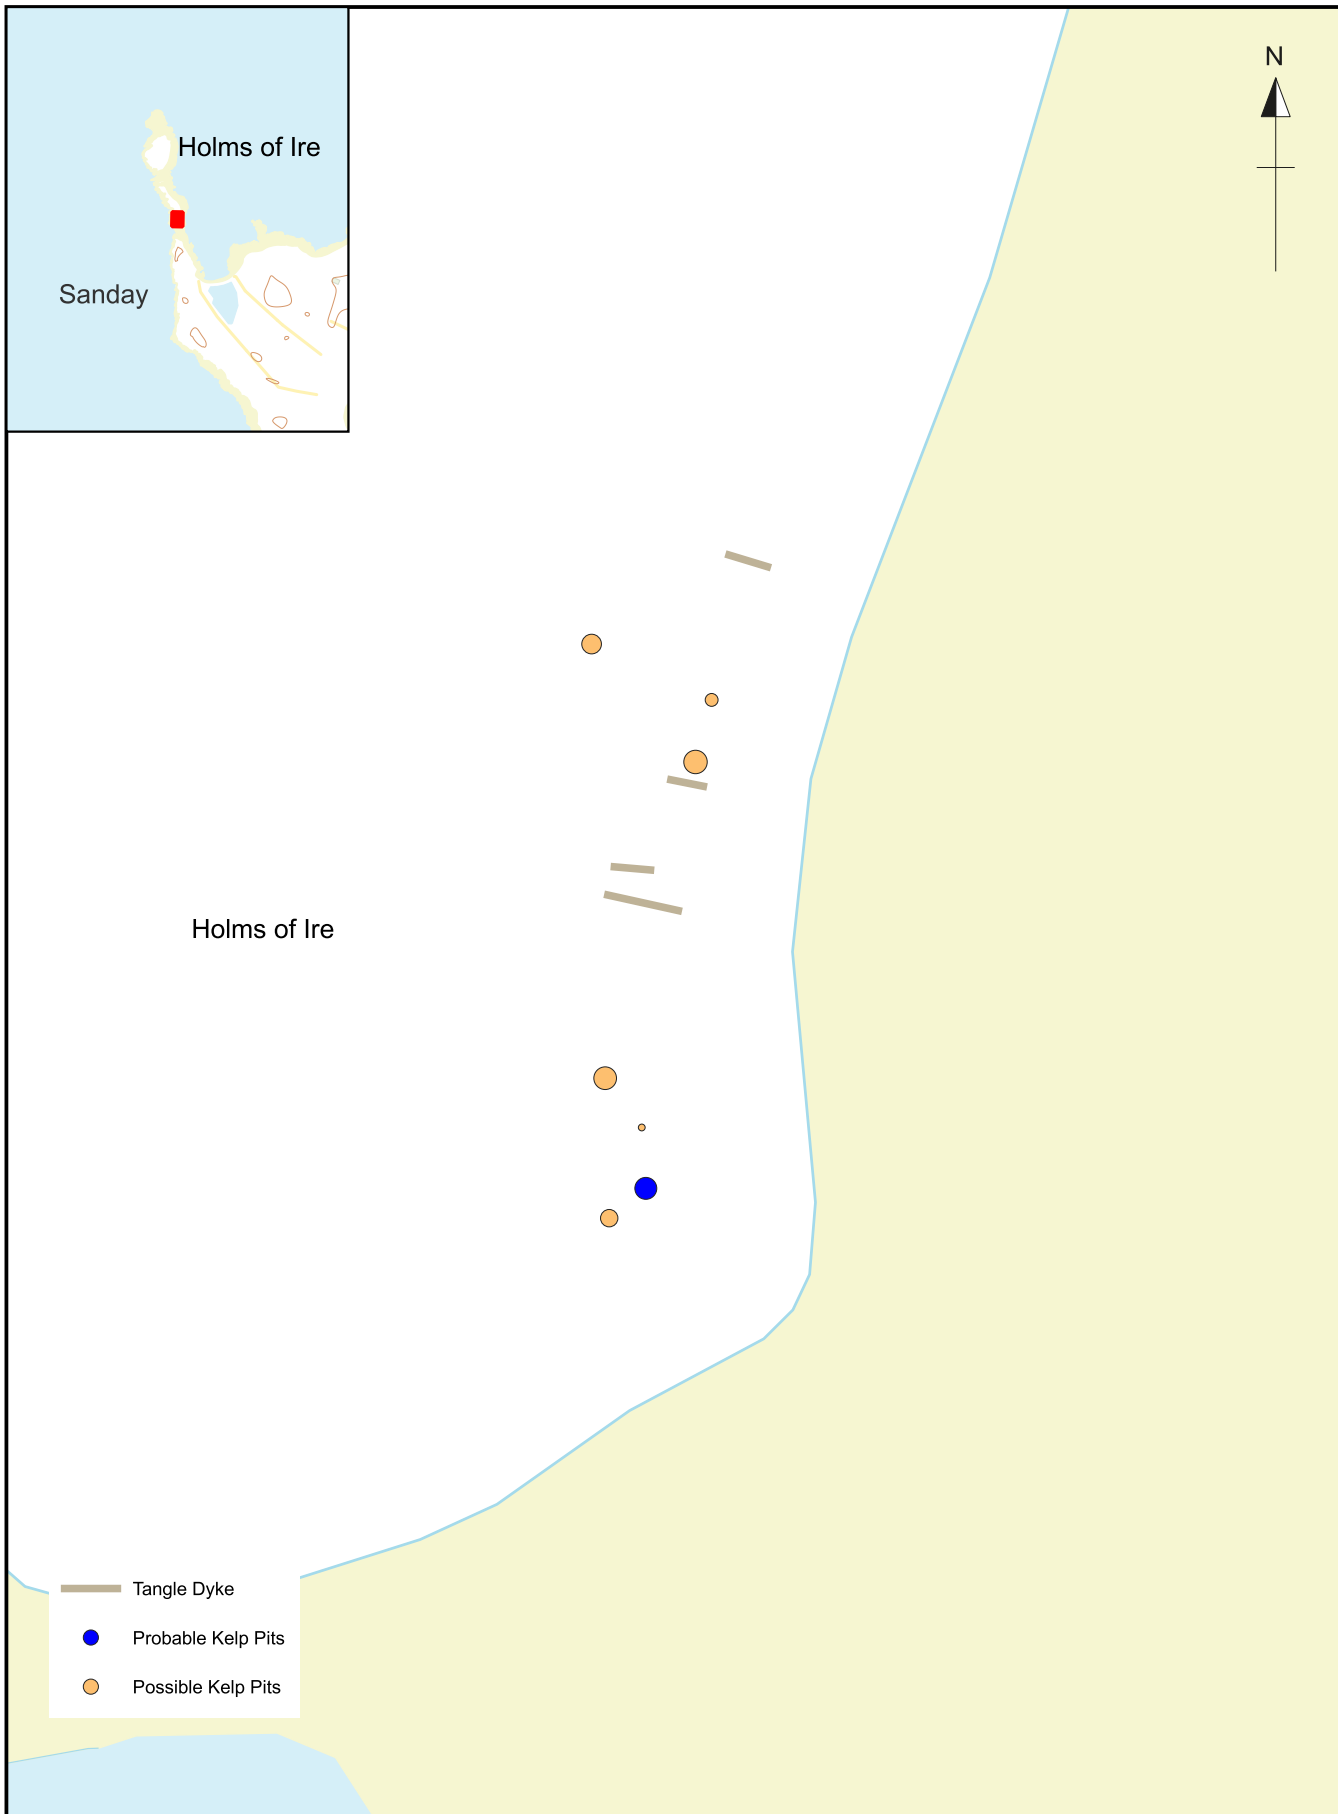 N
Holms of Ire
Sanday
Holms of Ire
Tangle Dyke
Probable Kelp Pits
Possible Kelp Pits